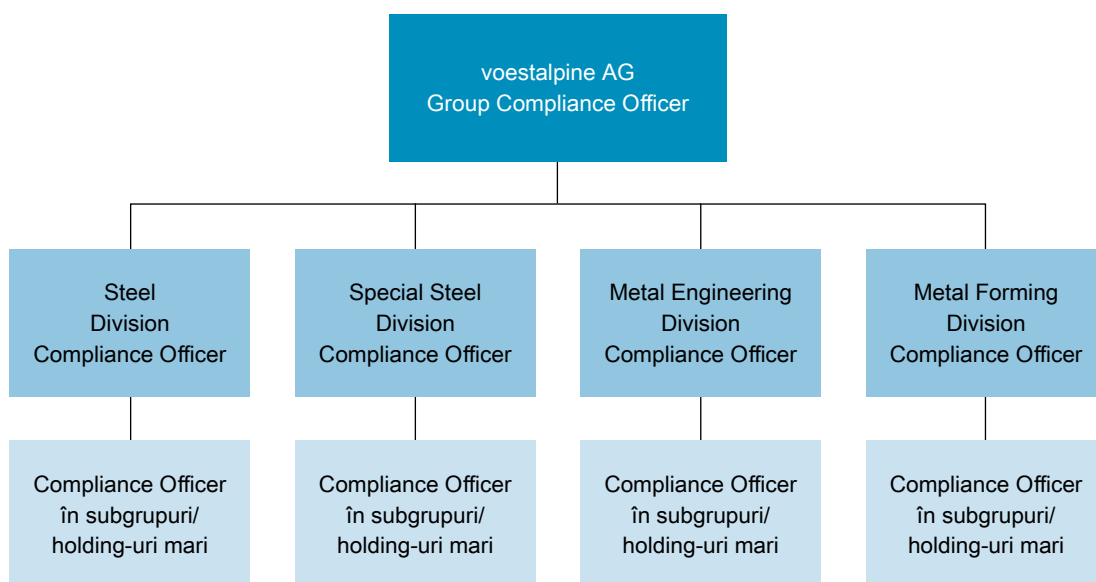 voestalpine AG
Group Compliance Officer
Steel
Division
Compliance Officer
Special Steel
Division
Compliance Officer
Metal Engineering
Division
Compliance Officer
Metal Forming
Division
Compliance Officer
Compliance Officer
în subgrupuri/
holding-uri mari
Compliance Officer
în subgrupuri/
holding-uri mari
Compliance Officer
în subgrupuri/
holding-uri mari
Compliance Officer
în subgrupuri/
holding-uri mari